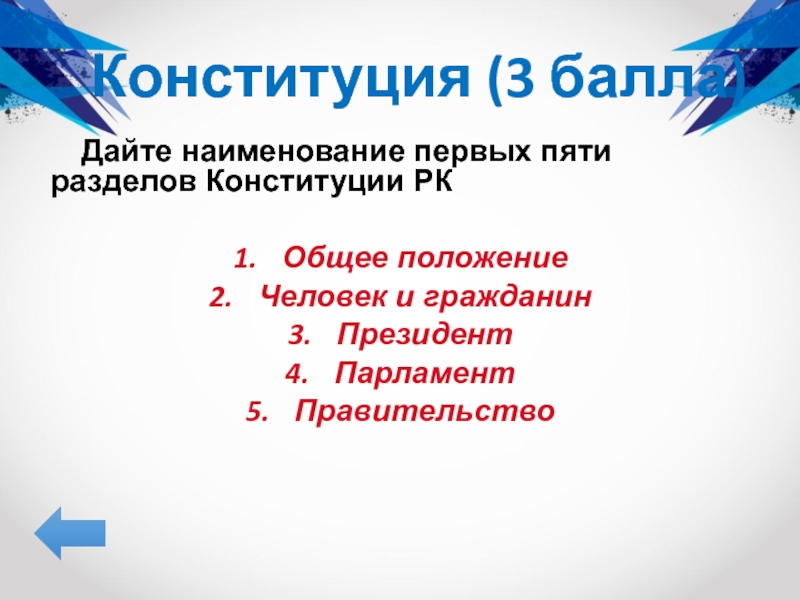 Конституция (3 балла)
Дайте наименование первых пяти
разделов Конституции РК
1. Общее положение
2. Человек и гражданин
3. Президент
4. Парламент
5. Правительство